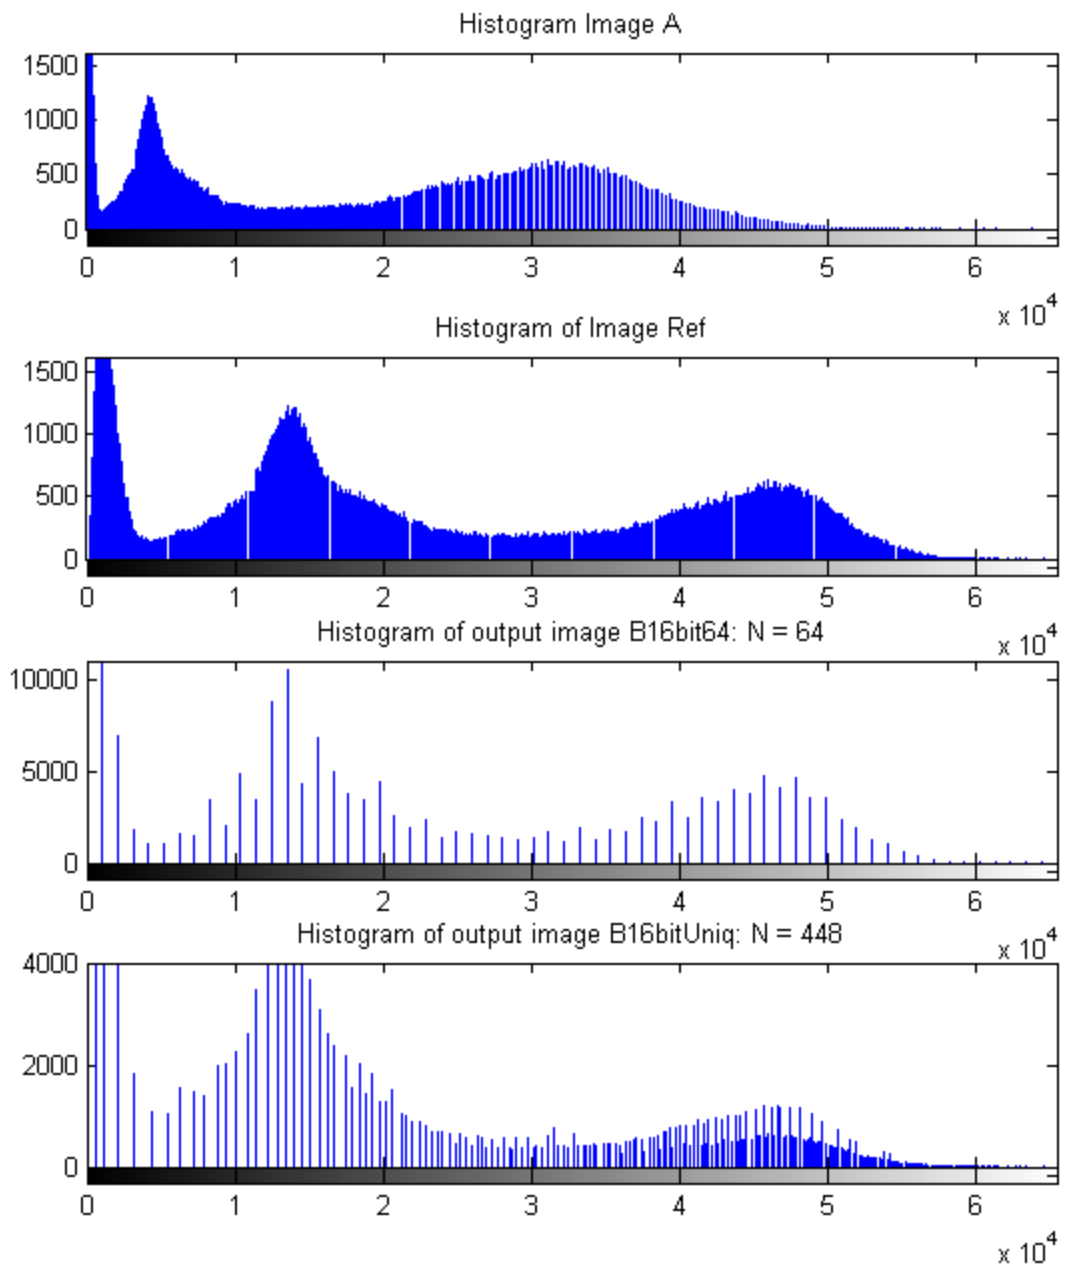 Histogram Image A
1500
1000
500
0
0 1 2 3 4 5 6
x 10^4
Histogram of Image Ref
1500
1000
500
0
0 1 2 3 4 5 6
x 10^4
Histogram of output image B16bit64: N = 64
10000
5000
0
0 1 2 3 4 5 6
x 10^4
Histogram of output image B16bitUniq: N = 448
4000
2000
0
0 1 2 3 4 5 6
x 10^4